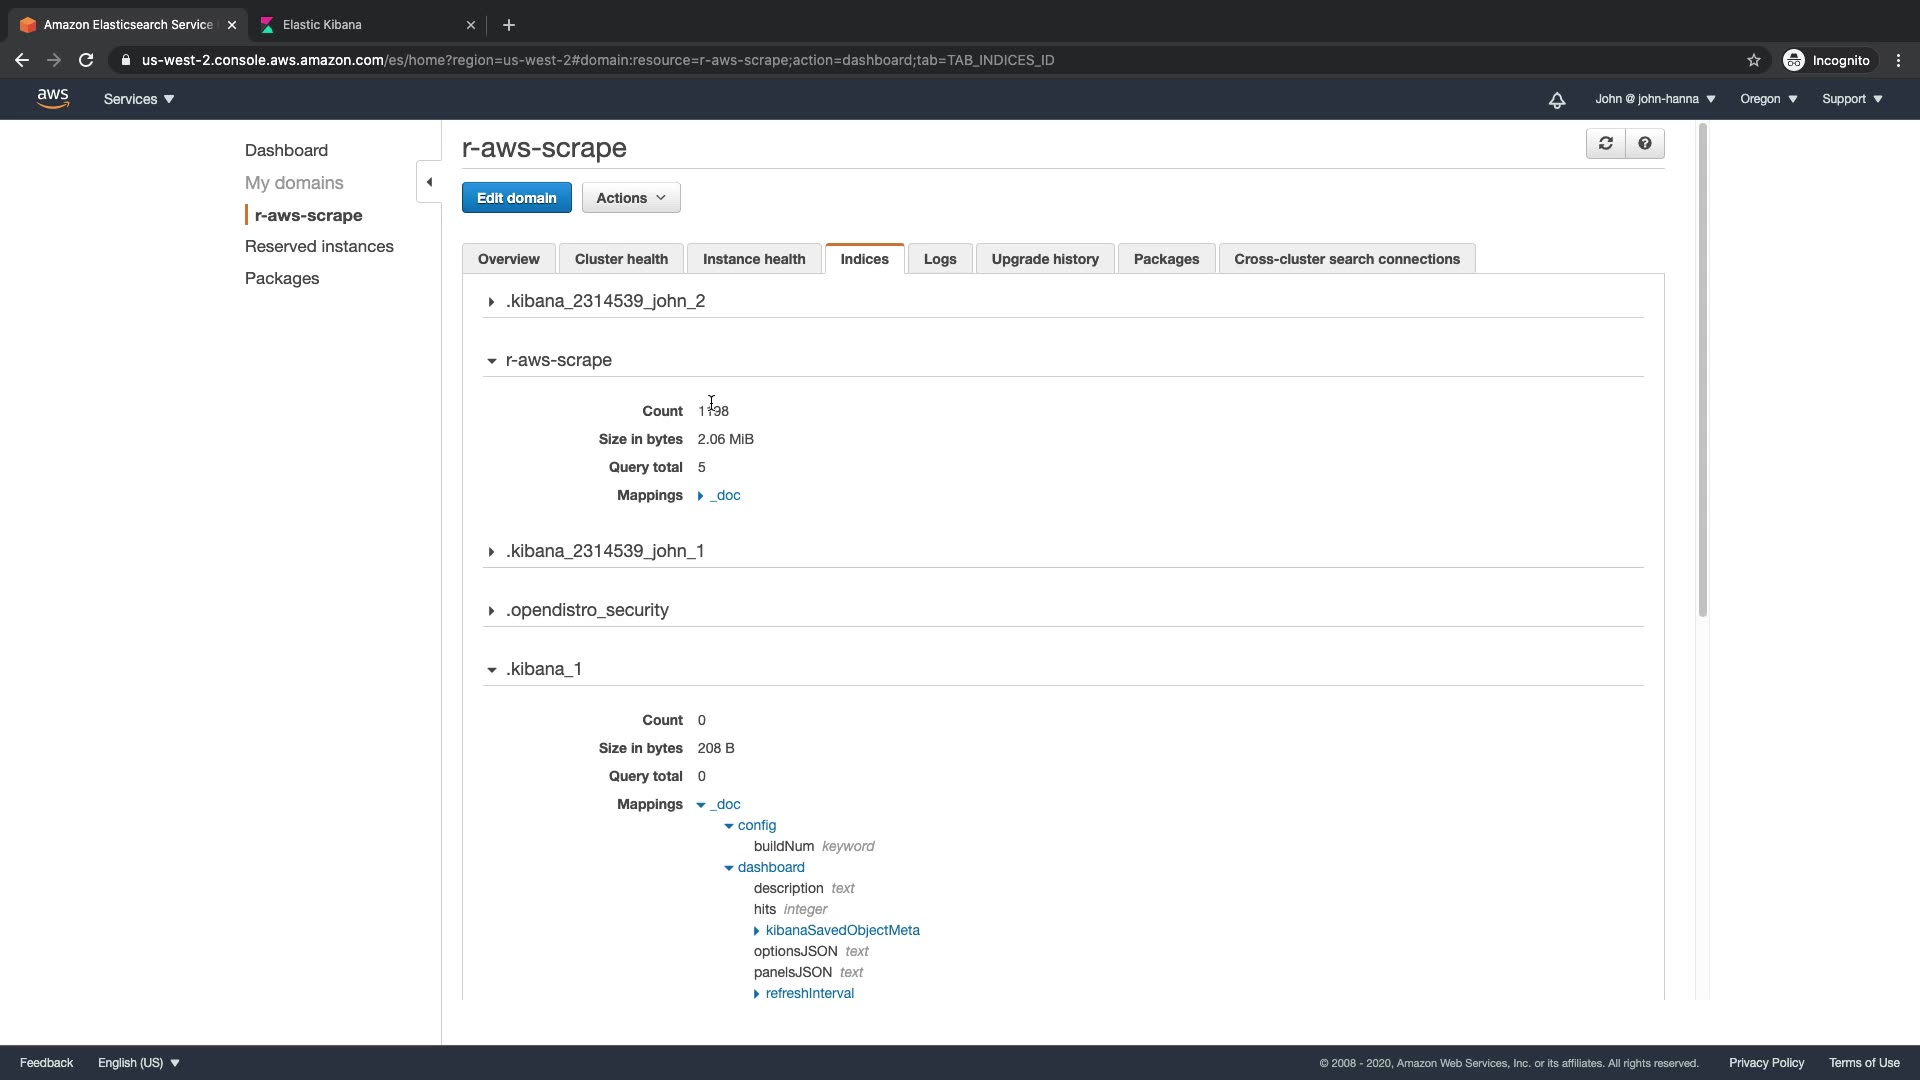 Amazon Elasticsearch Service
Elastic Kibana
us-west-2.console.aws.amazon.com/es/home?region=us-west-2#domain:resource=r-aws-scrape;action=dashboard;tab=TAB_INDICES_ID
Incognito
aws
Services
John @ john-hanna
Oregon
Support
Dashboard
My domains
r-aws-scrape
Reserved instances
Packages
r-aws-scrape
Edit domain
Actions
Overview
Cluster health
Instance health
Indices
Logs
Upgrade history
Packages
Cross-cluster search connections
.kibana_2314539_john_2
r-aws-scrape
Count 1198
Size in bytes 2.06 MiB
Query total 5
Mappings _doc
.kibana_2314539_john_1
.opendistro_security
.kibana_1
Count 0
Size in bytes 208 B
Query total 0
Mappings _doc
config
buildNum keyword
dashboard
description text
hits integer
kibanaSavedObjectMeta
optionsJSON text
panelsJSON text
refreshInterval
Feedback
English (US)
© 2008 - 2020, Amazon Web Services, Inc. or its affiliates. All rights reserved.
Privacy Policy
Terms of Use